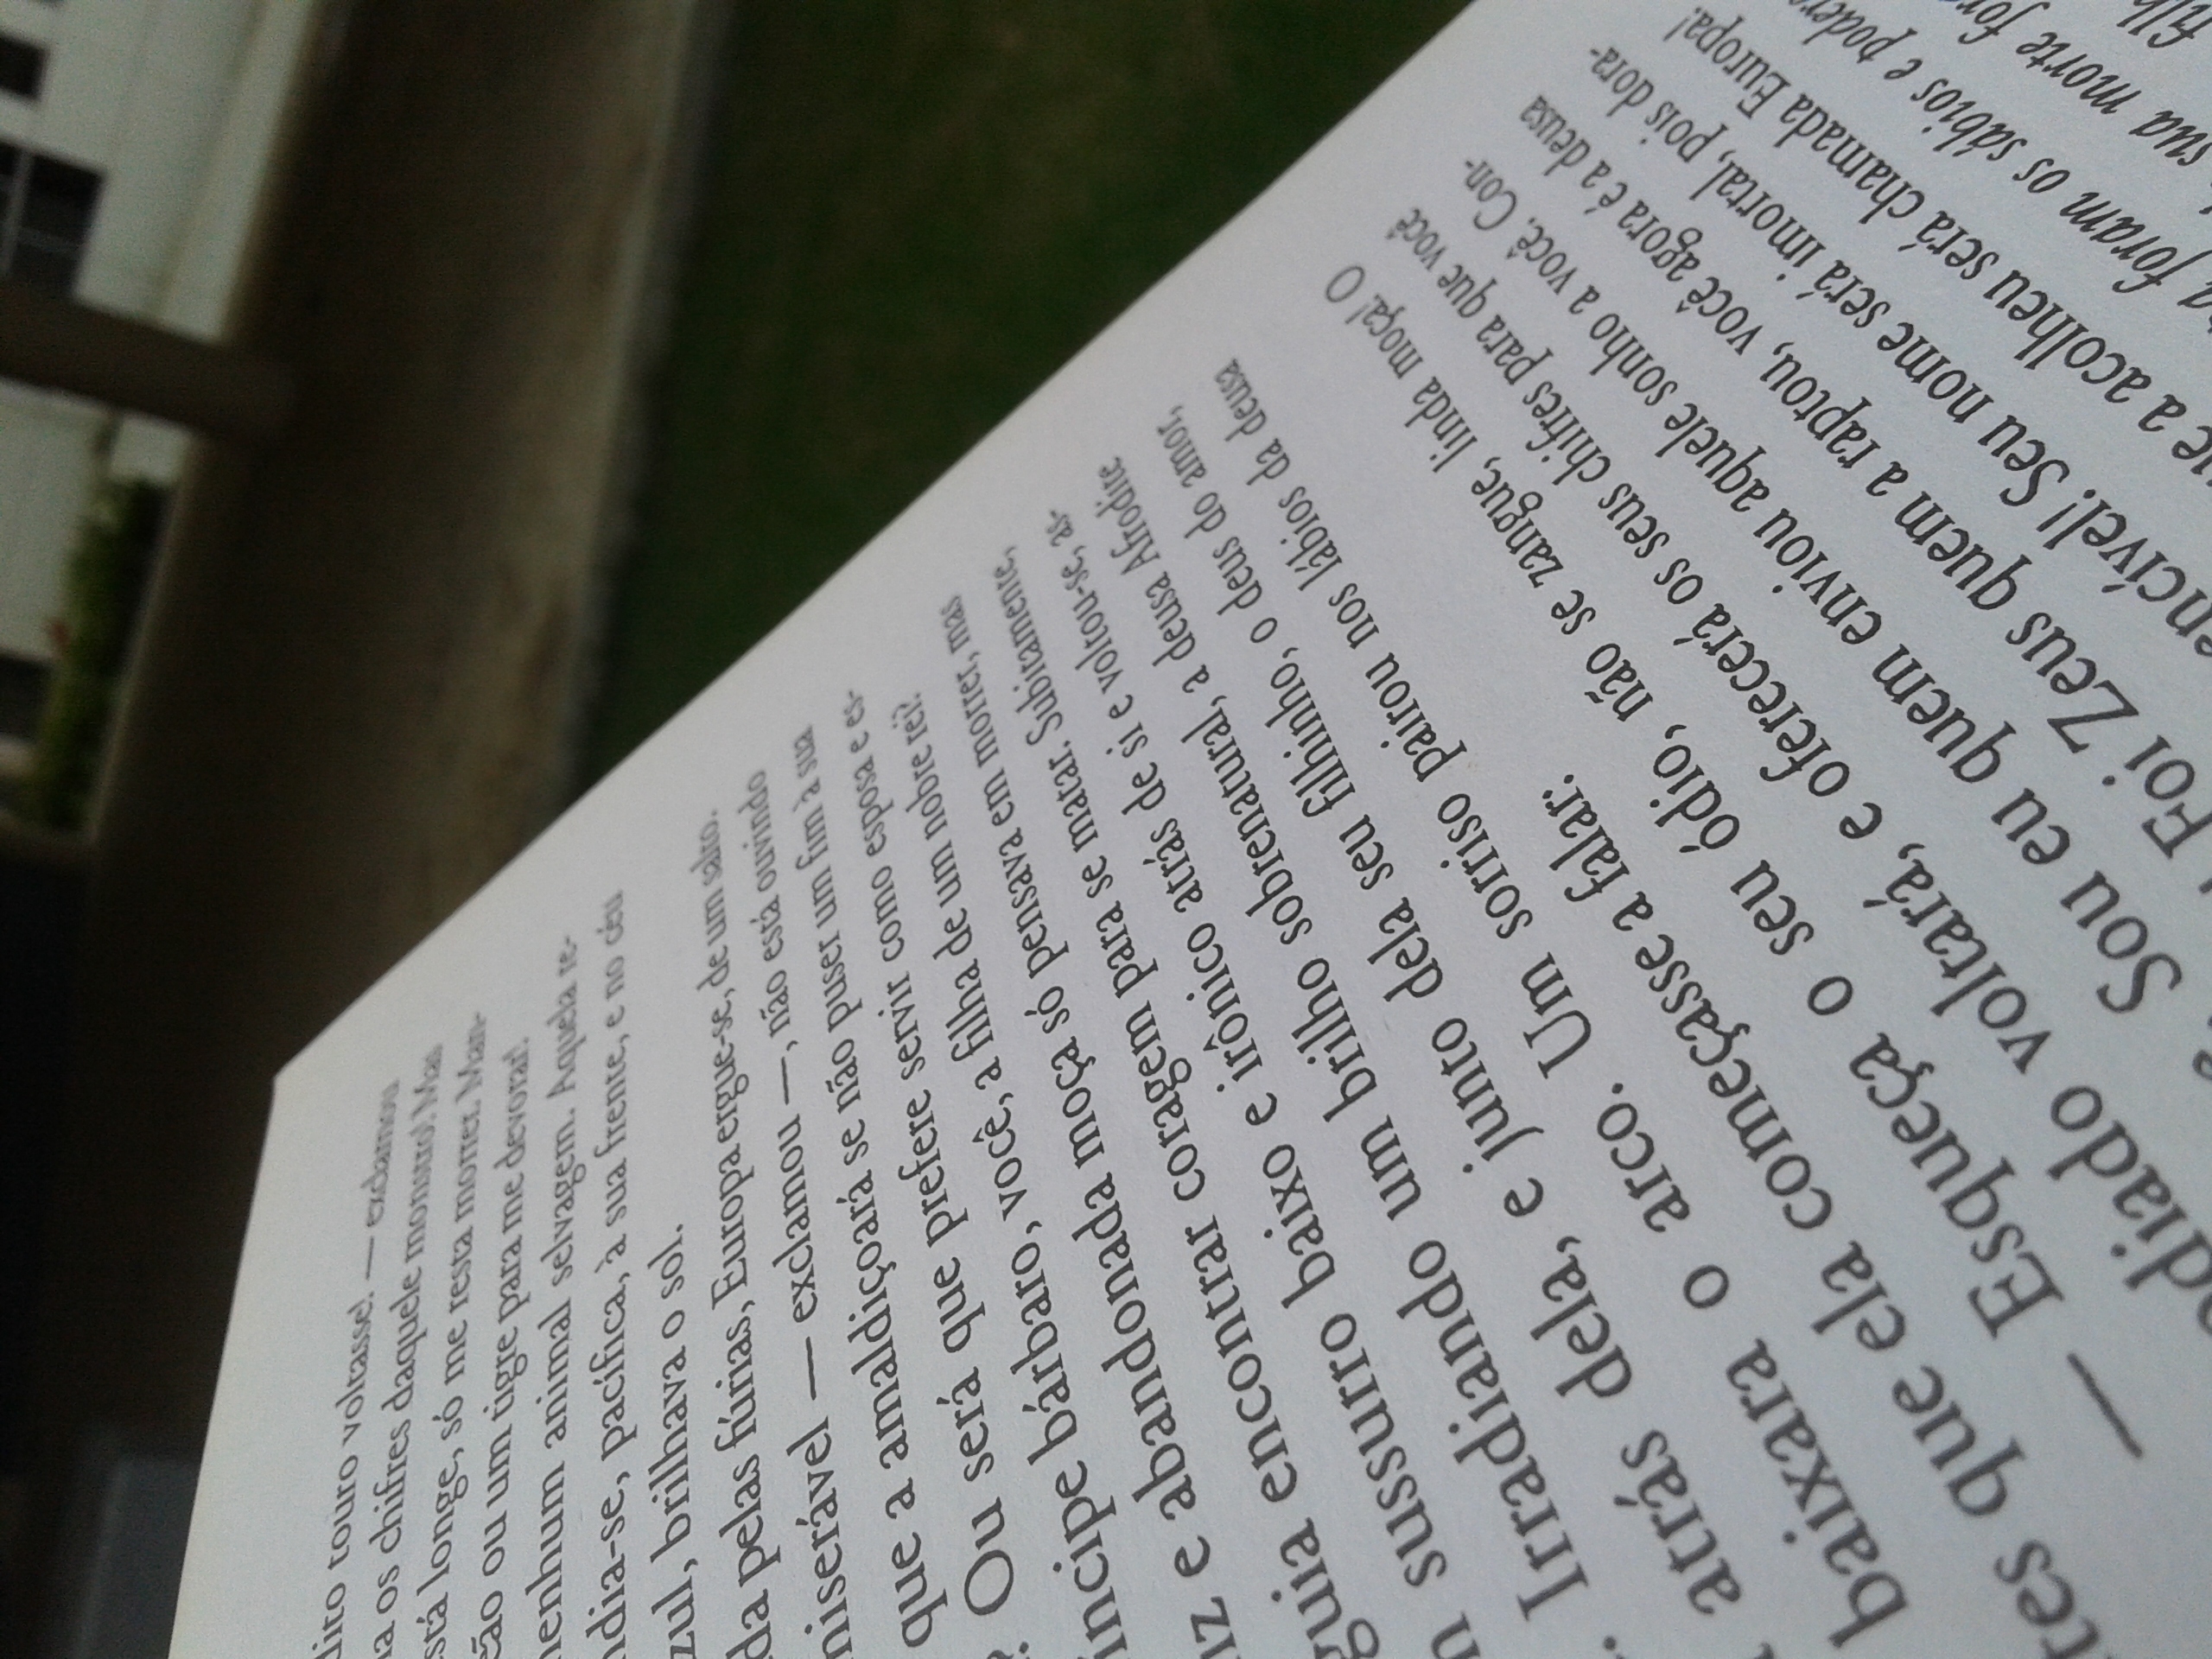 dito touro voltasse! — exclamou
a os chifres daquele monstro! Mas
stá longe, só me resta morrer. Man-
eão ou um tigre para me devorar!
nenhum animal selvagem. Aquela re-
ndia-se, pacífica, à sua frente, e no céu
zul, brilhava o sol.
da pelas fúrias, Europa ergue-se, de um salto.
miserável — exclamou —, não está ouvindo
que a amaldiçoará se não puser um fim à sua
? Ou será que prefere servir como esposa e es-
íncipe bárbaro, você, a filha de um nobre rei?
iz e abandonada moça só pensava em morrer, mas
guia encontrar coragem para se matar. Subitamente,
m sussurro baixo e irônico atrás de si e voltou-se, as-
. Irradiando um brilho sobrenatural, a deusa Afrodite
atrás dela, e junto dela seu filhinho, o deus do amor,
baixara o arco. Um sorriso pairou nos lábios da deusa
tes que ela começasse a falar:
— Esqueça o seu ódio, não se zangue, linda moça! O
odiado voltará, e oferecerá os seus chifres para que você
e. Sou eu quem enviou aquele sonho a você. Con-
! Foi Zeus quem a raptou, você agora é a deusa
encível! Seu nome será imortal, pois dora-
ue a acolheu será chamada Europa!
a foram os sábios e podero
sua morte for
filh